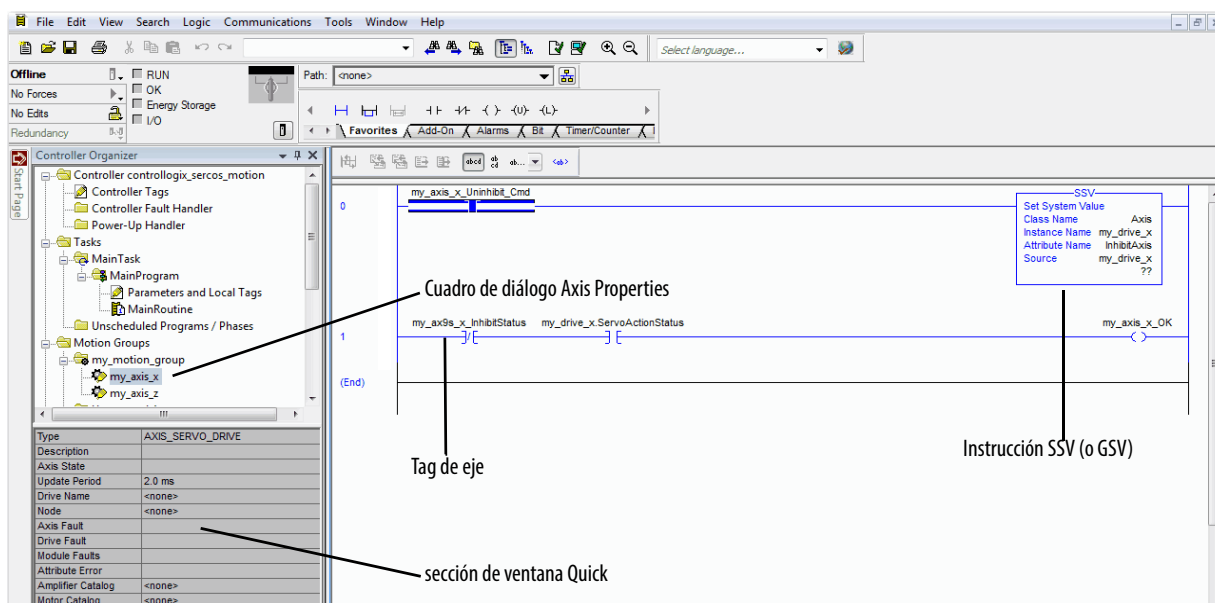 File Edit View Search Logic Communications Tools Window Help
Select language...
Offline
No Forces
No Edits
Redundancy
RUN
OK
Energy Storage
I/O
Path: <none>
Favorites Add-On Alarms Bit Timer/Counter
Start Page
Controller Organizer
Controller controllogix_sercos_motion
Controller Tags
Controller Fault Handler
Power-Up Handler
Tasks
MainTask
MainProgram
Parameters and Local Tags
MainRoutine
Unscheduled Programs / Phases
Motion Groups
my_motion_group
my_axis_x
my_axis_z
Type AXIS_SERVO_DRIVE
Description
Axis State
Update Period 2.0 ms
Drive Name <none>
Node <none>
Axis Fault
Drive Fault
Module Faults
Attribute Error
Amplifier Catalog <none>
Motor Catalog <none>
abcd ab cd ab... <ab>
0
my_axis_x_Uninhibit_Cmd
SSV
Set System Value
Class Name Axis
Instance Name my_drive_x
Attribute Name InhibitAxis
Source my_drive_x
??
1
my_ax9s_x_InhibitStatus my_drive_x.ServoActionStatus my_axis_x_OK
(End)
Cuadro de diálogo Axis Properties
Tag de eje
Instrucción SSV (o GSV)
sección de ventana Quick